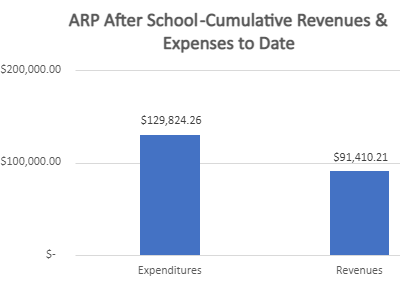 ARP After School-Cumulative Revenues &
Expenses to Date
$200,000.00
$129,824.26
$100,000.00
$91,410.21
$-
Expenditures
Revenues